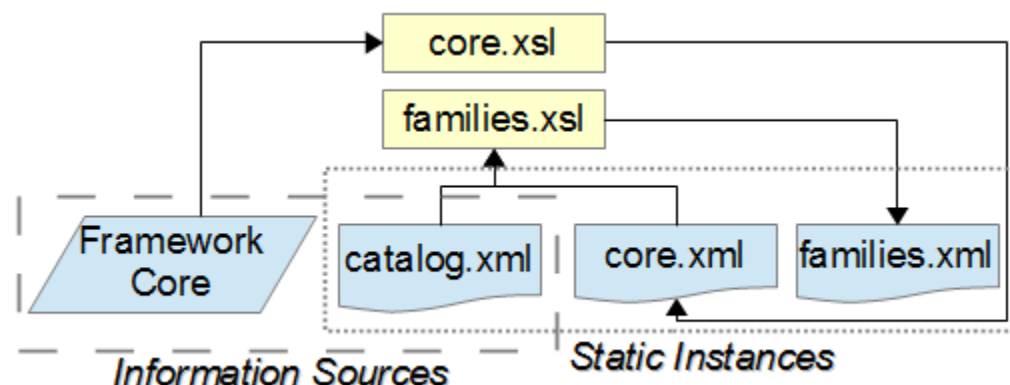 core.xsl
families.xsl
Framework
Core
catalog.xml
core.xml
families.xml
Information Sources
Static Instances